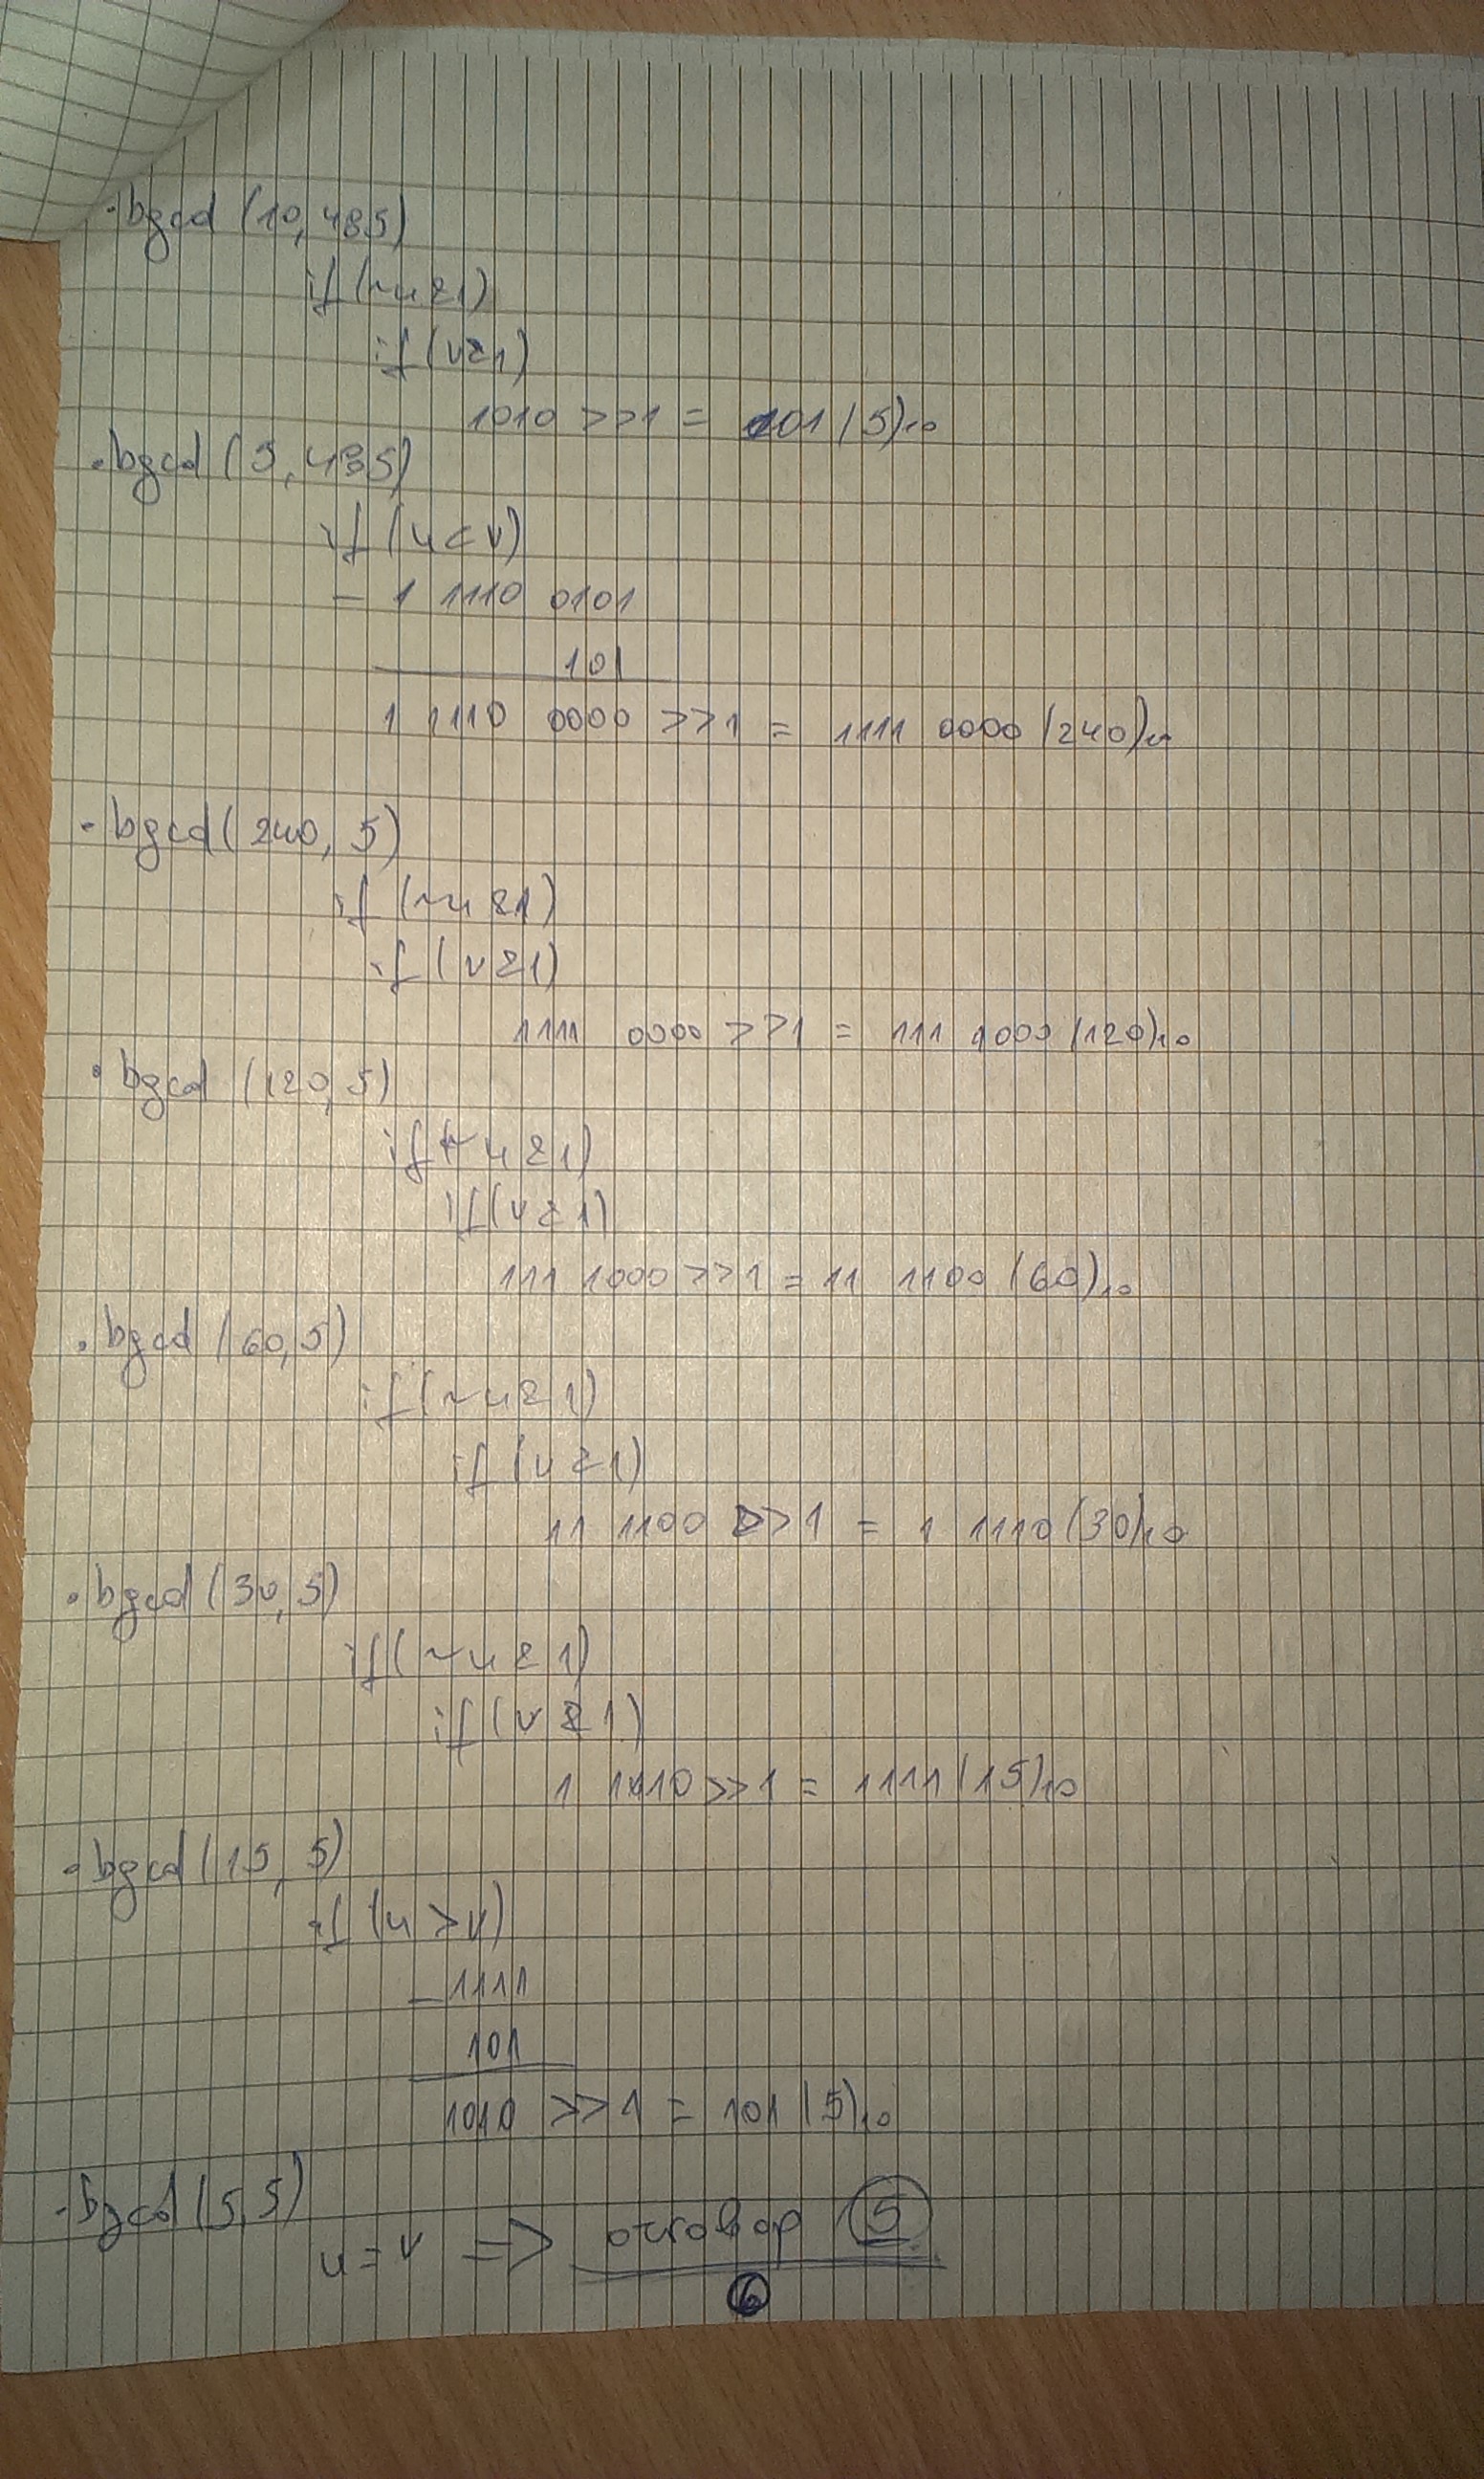 ·bgcd (10, 485)
if (~u & 1)
if (v & 1)
1010 >>1 = 101 (5)₁₀
·bgcd (5, 485)
if (u < v)
- 1 1110 0101
101
1 1110 0000 >>1 = 1111 0000 (240)₁₀
·bgcd (240, 5)
if (~u & 1)
if (v & 1)
1111 0000 >>1 = 111 1000 (120)₁₀
·bgcd (120, 5)
if (~u & 1)
if (v & 1)
111 1000 >>1 = 11 1100 (60)₁₀
·bgcd (60, 5)
if (~u & 1)
if (v & 1)
11 1100 >>1 = 1 1110 (30)₁₀
·bgcd (30, 5)
if (~u & 1)
if (v & 1)
1 1110 >>1 = 1111 (15)₁₀
·bgcd (15, 5)
if (u > v)
- 1111
101
1010 >>1 = 101 (5)₁₀
·bgcd (5, 5)
u = v => 5
6